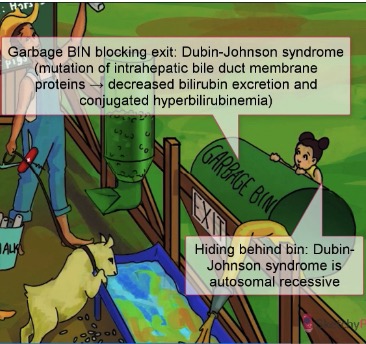 Garbage BIN blocking exit: Dubin-Johnson syndrome
(mutation of intrahepatic bile duct membrane
proteins → decreased bilirubin excretion and
conjugated hyperbilirubinemia)
GARBAGE BIN
EXIT
Hiding behind bin: Dubin-
Johnson syndrome is
autosomal recessive